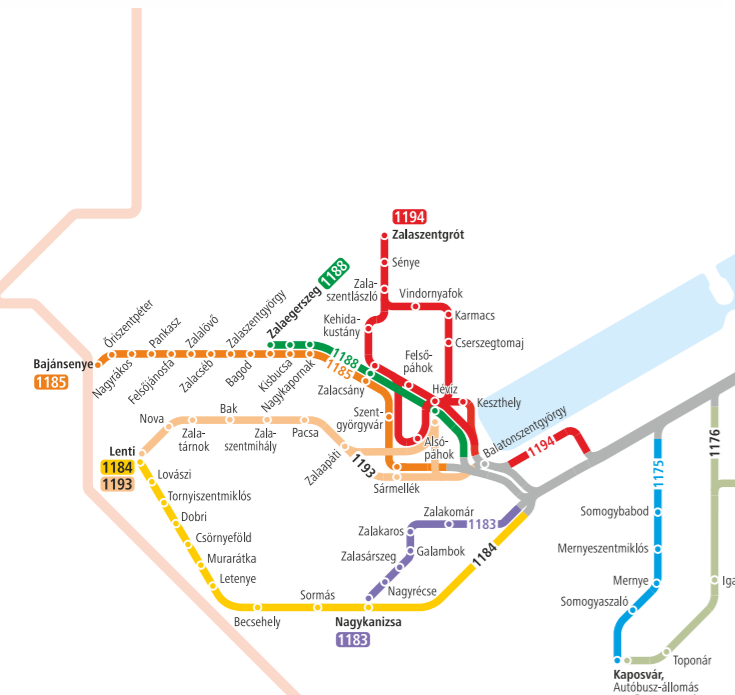 1194
Zalaszentgrót
Sénye
Zala-
szentlászló
Vindornyafok
Karmacs
Kehida-
kustány
Cserszegtomaj
Zalaegerszeg
1188
Őriszentpéter
Pankasz
Zalalövő
Zalaszentgyörgy
Bajánsenye
1185
Nagyrákos
Felsőjánosfa
Zalacséb
Bagod
Kisbucsa
Nagykapornak
1188
1185
Zalacsány
Felső-
páhok
Hévíz
Keszthely
Szent-
györgyvár
Alsó-
páhok
Balatonszentgyörgy
1194
Nova
Zala-
tárnok
Bak
Zala-
szentmihály
Pacsa
Zalaapáti
1193
Sármellék
Lenti
1184
1193
Lovászi
Tornyiszentmiklós
Dobri
Csörnyeföld
Murarátka
Letenye
Becsehely
Sormás
Nagykanizsa
1183
Zalakomár
1183
Zalakaros
Galambok
Zalasárszeg
Nagyrécse
1184
1175
1176
Somogybabod
Mernyeszentmiklós
Mernye
Somogyaszaló
Iga
Toponár
Kaposvár,
Autóbusz-állomás